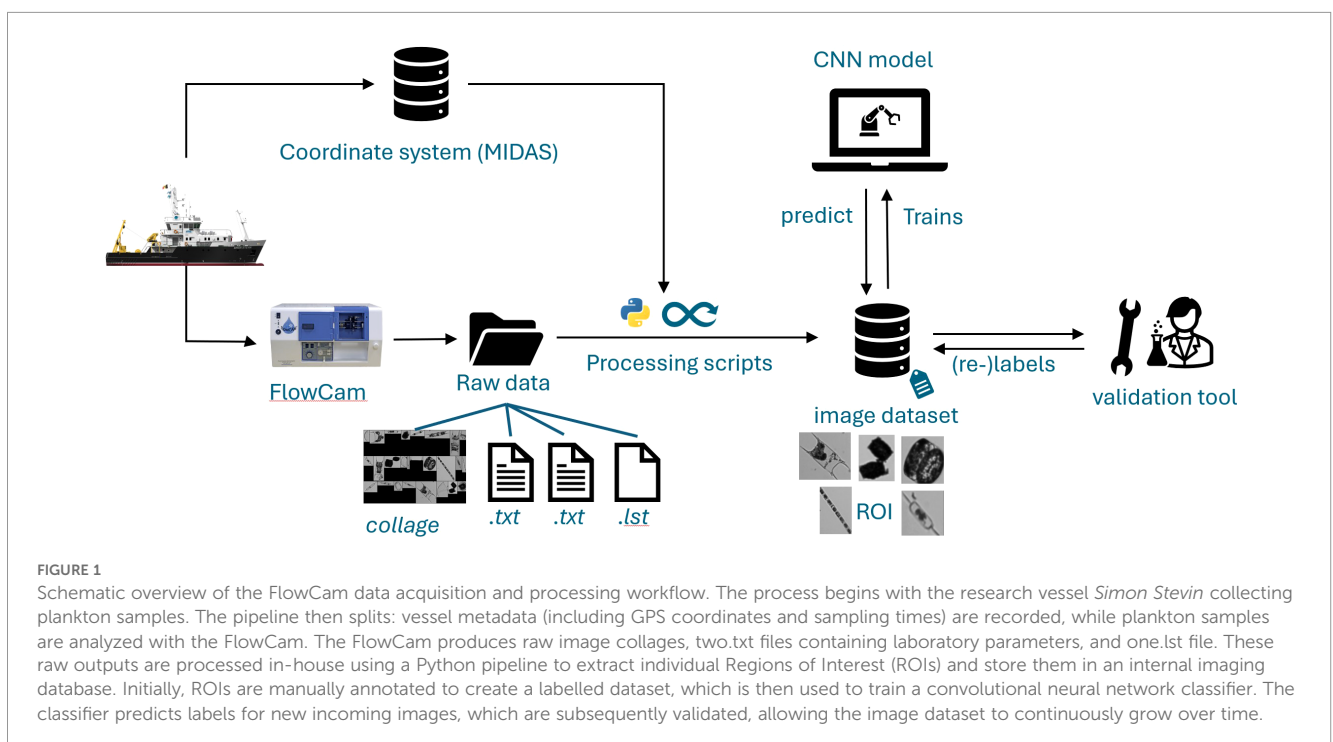 CNN model
Coordinate system (MIDAS)
predict
Trains
Processing scripts
FlowCam
Raw data
(re-)labels
validation tool
image dataset
collage
.txt
.txt
.lst
ROI
FIGURE 1
Schematic overview of the FlowCam data acquisition and processing workflow. The process begins with the research vessel Simon Stevin collecting
plankton samples. The pipeline then splits: vessel metadata (including GPS coordinates and sampling times) are recorded, while plankton samples
are analyzed with the FlowCam. The FlowCam produces raw image collages, two.txt files containing laboratory parameters, and one.lst file. These
raw outputs are processed in-house using a Python pipeline to extract individual Regions of Interest (ROIs) and store them in an internal imaging
database. Initially, ROIs are manually annotated to create a labelled dataset, which is then used to train a convolutional neural network classifier. The
classifier predicts labels for new incoming images, which are subsequently validated, allowing the image dataset to continuously grow over time.